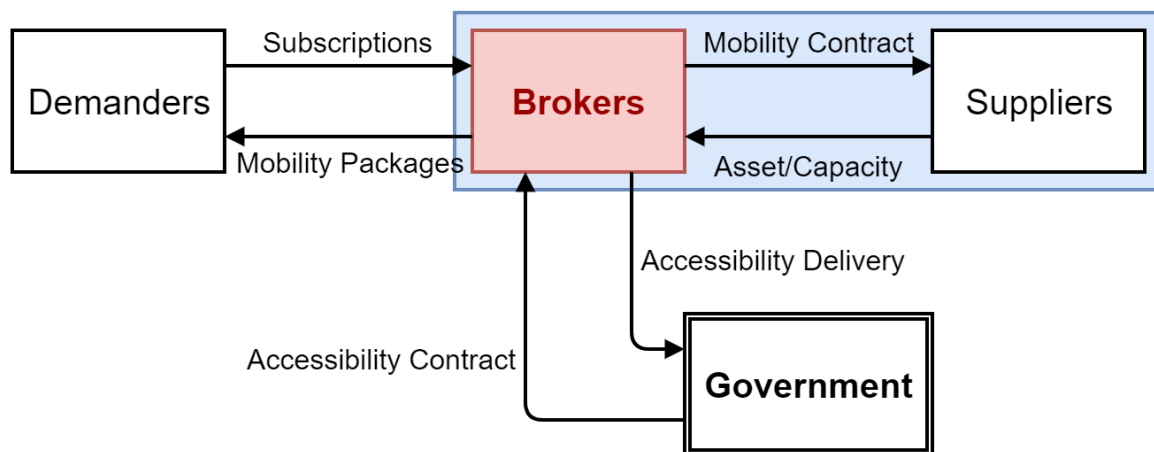 Subscriptions
Mobility Contract
Demanders
Brokers
Suppliers
Mobility Packages
Asset/Capacity
Accessibility Delivery
Accessibility Contract
Government